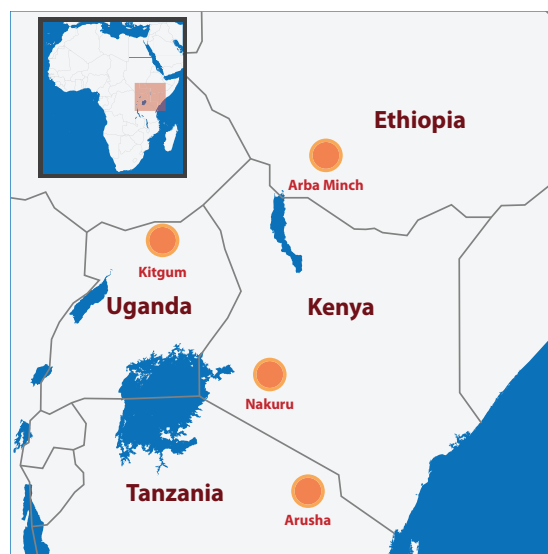 Ethiopia
Arba Minch
Kitgum
Uganda
Kenya
Nakuru
Tanzania
Arusha